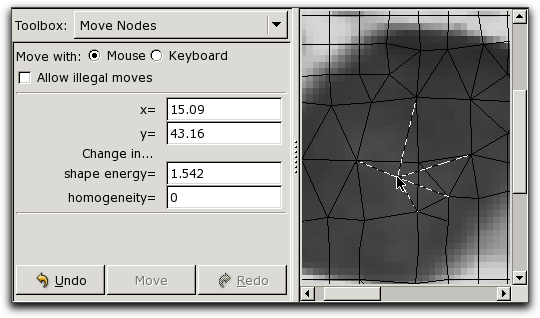 Toolbox: Move Nodes
Move with: Mouse Keyboard
Allow illegal moves
x= 15.09
y= 43.16
Change in...
shape energy= 1.542
homogeneity= 0
Undo Move Redo